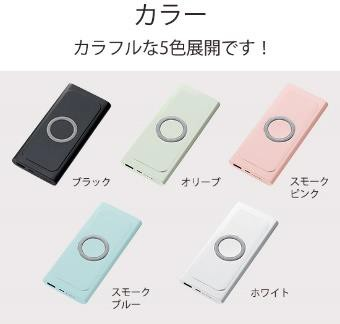 カラー
カラフルな5色展開です！
ブラック
オリーブ
スモーク
ピンク
スモーク
ブルー
ホワイト